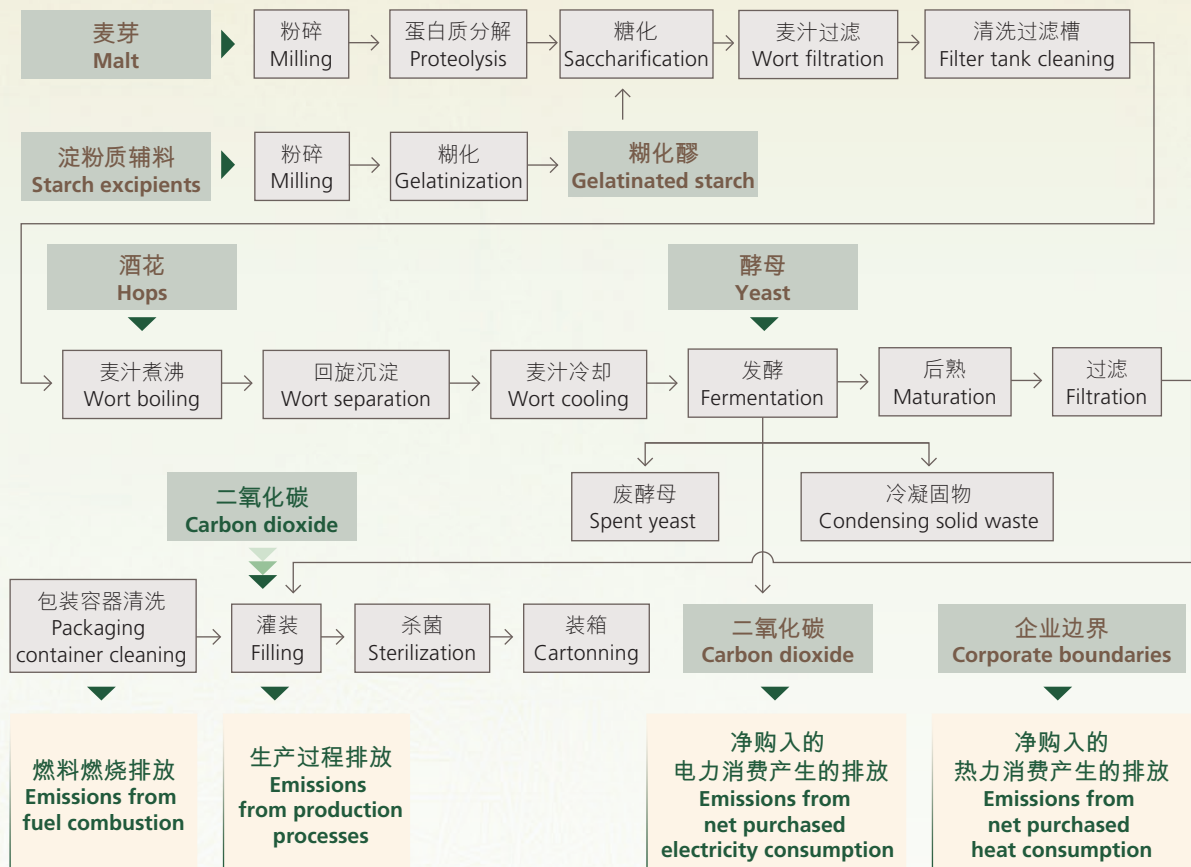 麦芽
Malt
粉碎
Milling
蛋白质分解
Proteolysis
糖化
Saccharification
麦汁过滤
Wort filtration
清洗过滤槽
Filter tank cleaning
淀粉质辅料
Starch excipients
粉碎
Milling
糊化
Gelatinization
糊化醪
Gelatinated starch
酒花
Hops
酵母
Yeast
麦汁煮沸
Wort boiling
回旋沉淀
Wort separation
麦汁冷却
Wort cooling
发酵
Fermentation
后熟
Maturation
过滤
Filtration
二氧化碳
Carbon dioxide
废酵母
Spent yeast
冷凝固物
Condensing solid waste
包装容器清洗
Packaging
container cleaning
灌装
Filling
杀菌
Sterilization
装箱
Cartonning
二氧化碳
Carbon dioxide
企业边界
Corporate boundaries
燃料燃烧排放
Emissions from
fuel combustion
生产过程排放
Emissions
from production
processes
净购入的
电力消费产生的排放
Emissions from
net purchased
electricity consumption
净购入的
热力消费产生的排放
Emissions from
net purchased
heat consumption